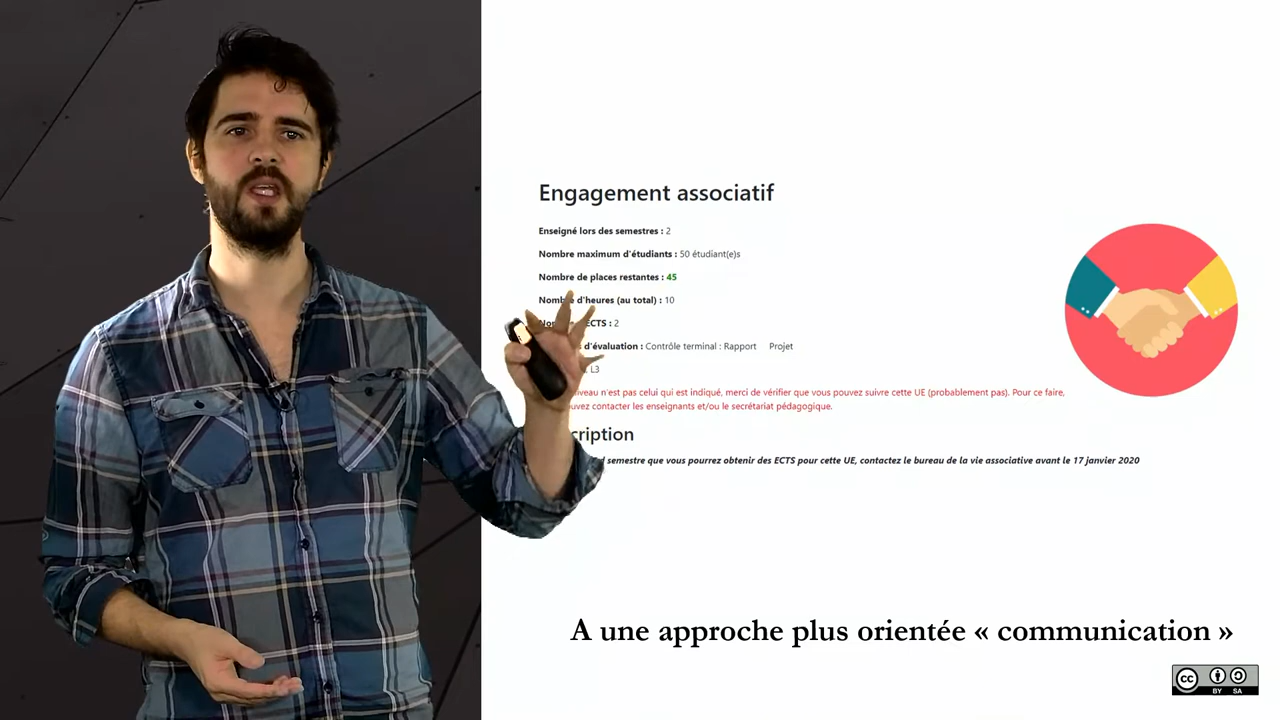 Engagement associatif
Enseigné lors des semestres : 2
Nombre maximum d'étudiants : 50 étudiant(e)s
Nombre de places restantes : 45
d'heures (au total) : 10
ECTS : 2
d'évaluation : Contrôle terminal : Rapport Projet
L3
n'est pas celui qui est indiqué, merci de vérifier que vous pouvez suivre cette UE (probablement pas). Pour ce faire,
contacter les enseignants et/ou le secrétariat pédagogique.
semestre que vous pourrez obtenir des ECTS pour cette UE, contactez le bureau de la vie associative avant le 17 janvier 2020
A une approche plus orientée « communication »
cc BY SA